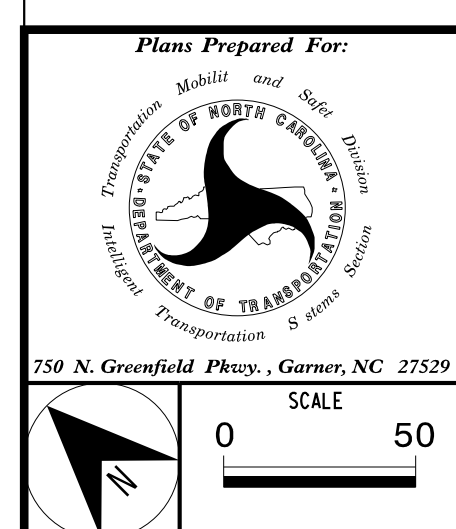 Plans Prepared For:
Transportation Mobilit and Safet Division
STATE OF NORTH CAROLINA
DEPARTMENT OF TRANSPORTATION
Intelligent Transportation S stems Section
750 N. Greenfield Pkwy. , Garner, NC 27529
SCALE
0 50
N